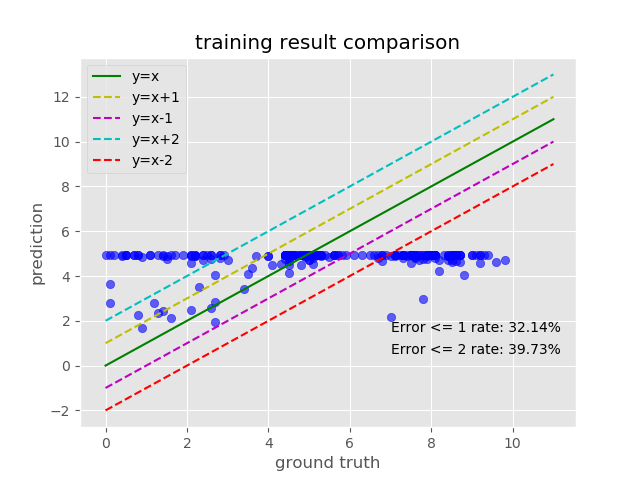 training result comparison
y=x
y=x+1
y=x-1
y=x+2
y=x-2
12
10
8
6
4
2
0
−2
prediction
Error <= 1 rate: 32.14%
Error <= 2 rate: 39.73%
0 2 4 6 8 10
ground truth